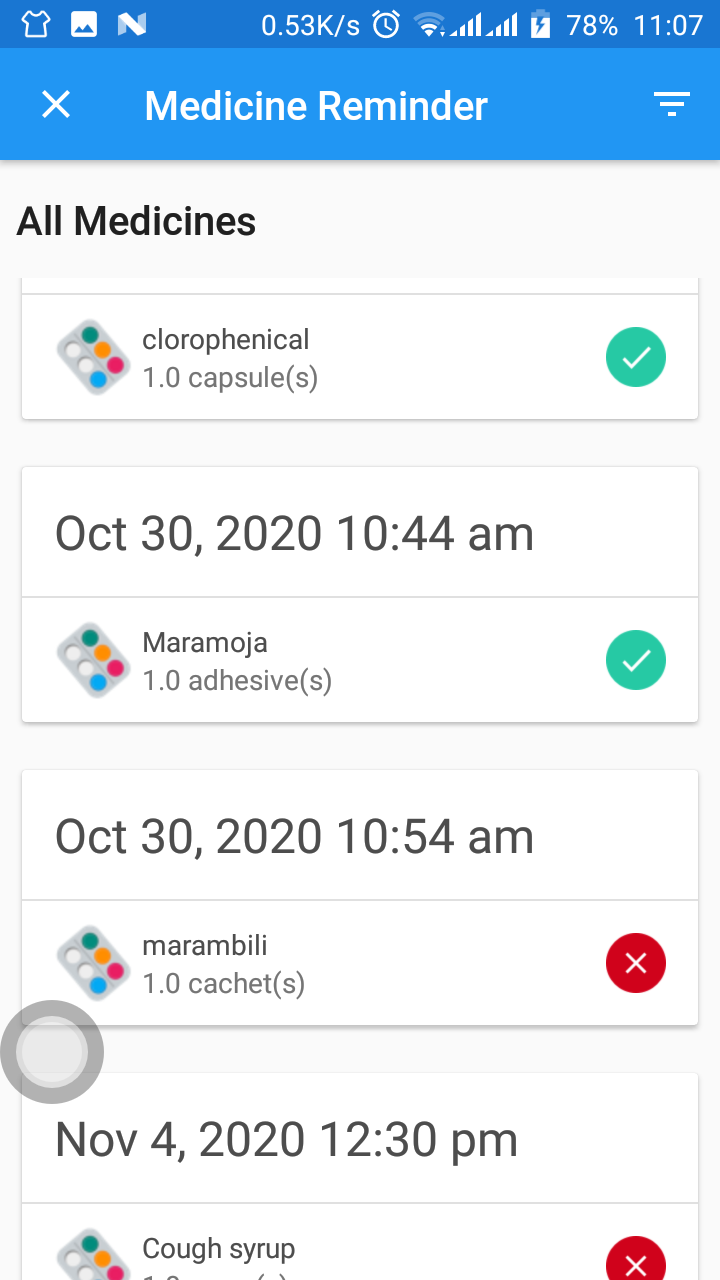 0.53K/s 78% 11:07
Medicine Reminder
All Medicines
clorophenical
1.0 capsule(s)
Oct 30, 2020 10:44 am
Maramoja
1.0 adhesive(s)
Oct 30, 2020 10:54 am
marambili
1.0 cachet(s)
Nov 4, 2020 12:30 pm
Cough syrup